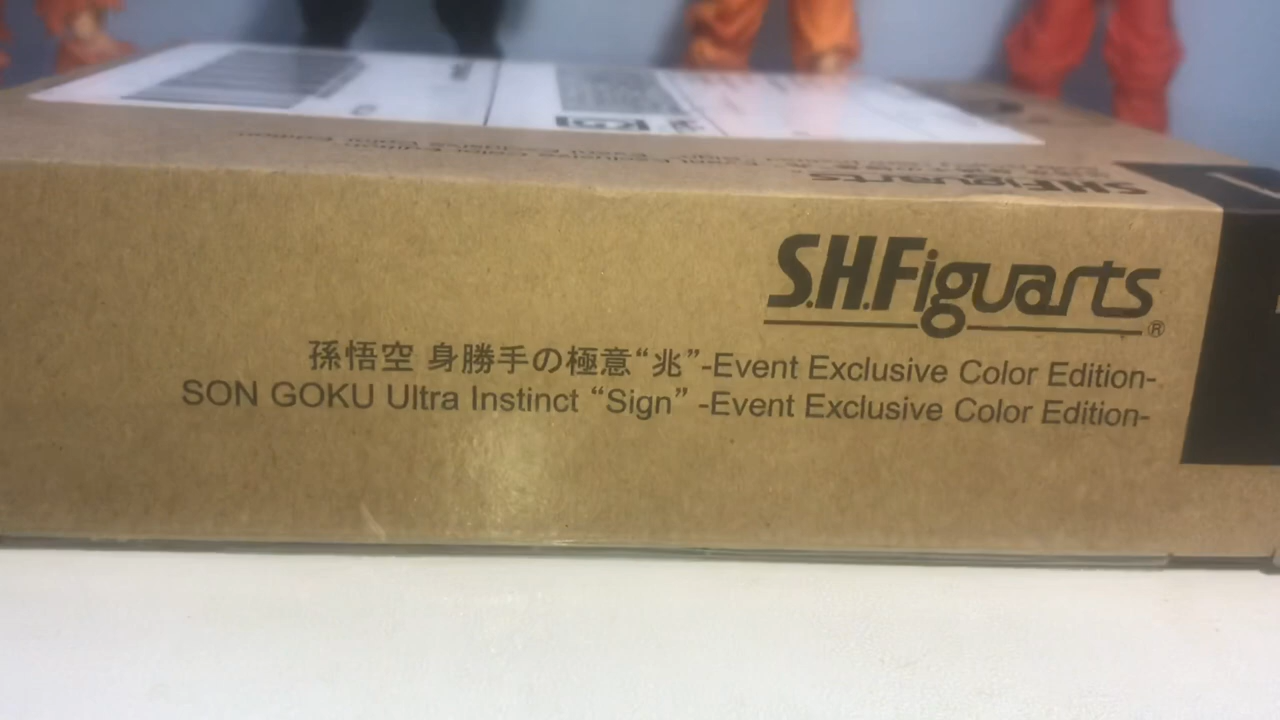 S.H.Figuarts
S.H.Figuarts®
孫悟空 身勝手の極意“兆”-Event Exclusive Color Edition-
SON GOKU Ultra Instinct “Sign” -Event Exclusive Color Edition-